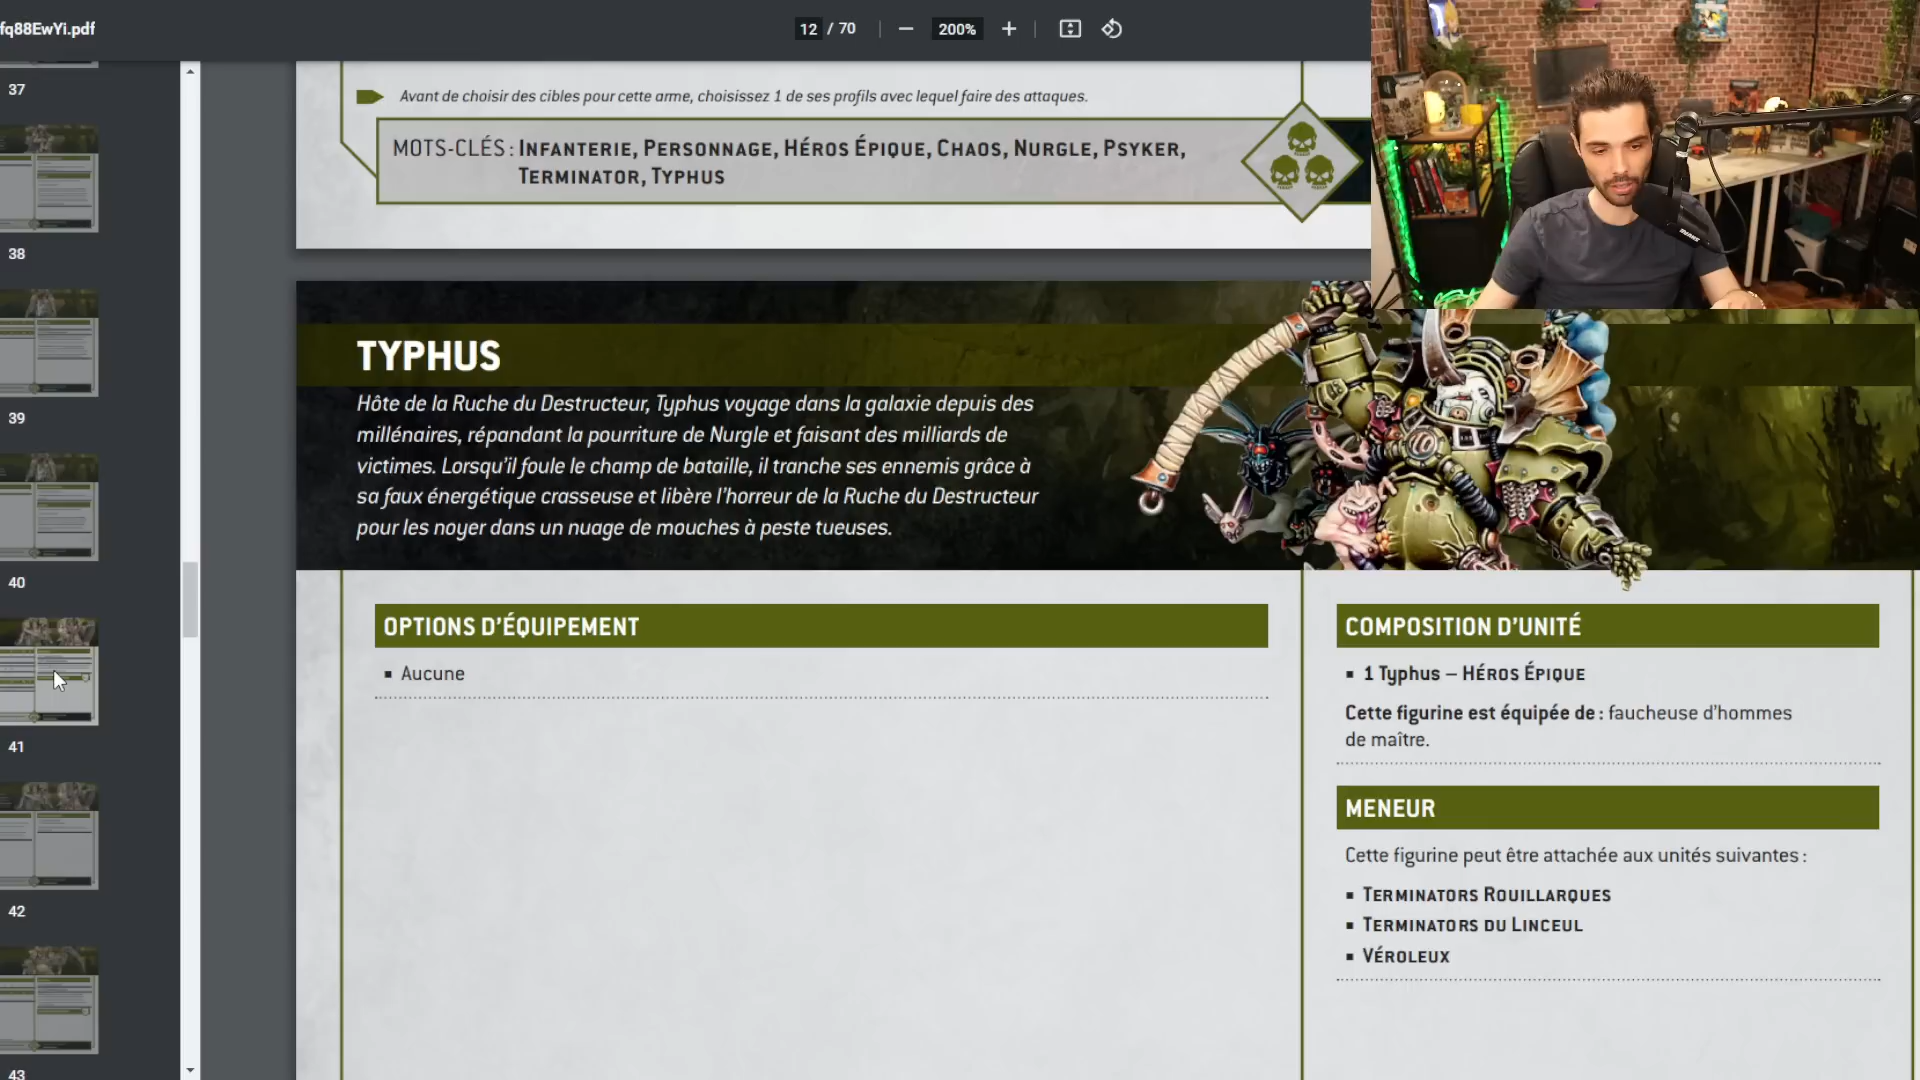 fq88EwYi.pdf
12 / 70
200%
37
38
39
40
41
42
43
Avant de choisir des cibles pour cette arme, choisissez 1 de ses profils avec lequel faire des attaques.
MOTS-CLÉS : INFANTERIE, PERSONNAGE, HÉROS ÉPIQUE, CHAOS, NURGLE, PSYKER,
TERMINATOR, TYPHUS
TYPHUS
Hôte de la Ruche du Destructeur, Typhus voyage dans la galaxie depuis des
millénaires, répandant la pourriture de Nurgle et faisant des milliards de
victimes. Lorsqu'il foule le champ de bataille, il tranche ses ennemis grâce à
sa faux énergétique crasseuse et libère l'horreur de la Ruche du Destructeur
pour les noyer dans un nuage de mouches à peste tueuses.
OPTIONS D'ÉQUIPEMENT
▪ Aucune
COMPOSITION D'UNITÉ
▪ 1 Typhus – HÉROS ÉPIQUE
Cette figurine est équipée de : faucheuse d'hommes
de maître.
MENEUR
Cette figurine peut être attachée aux unités suivantes :
▪ TERMINATORS ROUILLARQUES
▪ TERMINATORS DU LINCEUL
▪ VÉROLEUX